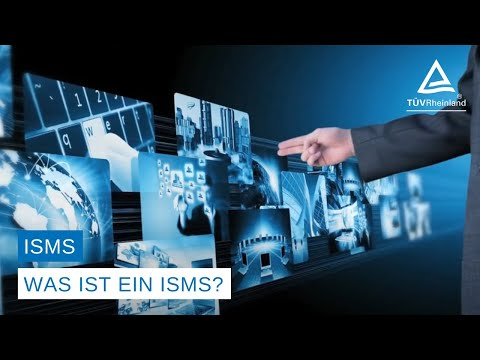 TÜVRheinland
®
ISMS
WAS IST EIN ISMS?